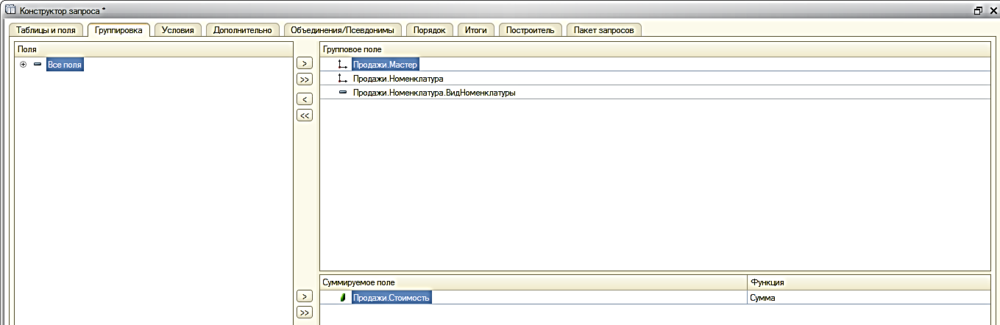 Конструктор запроса *
Таблицы и поля Группировка Условия Дополнительно Объединения/Псевдонимы Порядок Итоги Построитель Пакет запросов
Поля
Все поля
>
>>
<
<<
>
>>
Групповое поле
Продажи.Мастер
Продажи.Номенклатура
Продажи.Номенклатура.ВидНоменклатуры
Суммируемое поле Функция
Продажи.Стоимость Сумма